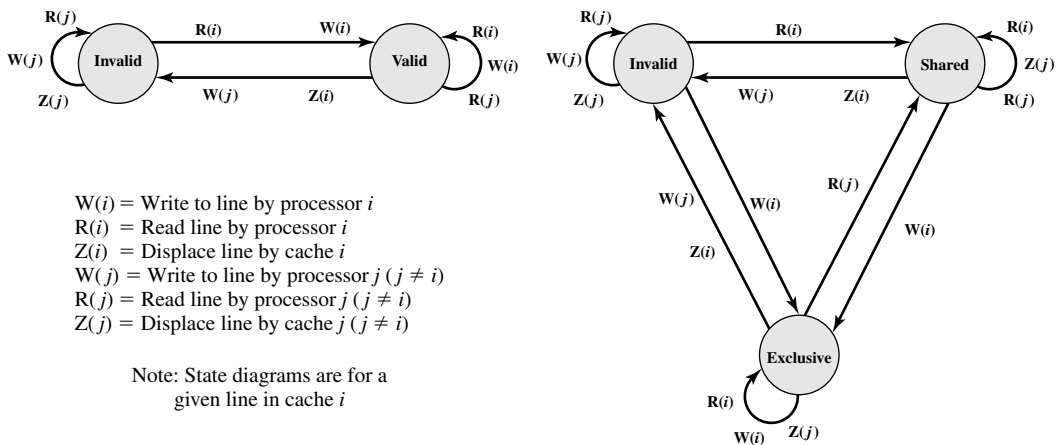 R(j)
W(j)
Z(j)
Invalid
R(i)
W(i)
W(j)
Z(i)
Valid
R(i)
W(i)
R(j)
W(i) = Write to line by processor i
R(i) = Read line by processor i
Z(i) = Displace line by cache i
W(j) = Write to line by processor j (j ≠ i)
R(j) = Read line by processor j (j ≠ i)
Z(j) = Displace line by cache j (j ≠ i)
Note: State diagrams are for a
given line in cache i
R(j)
W(j)
Z(j)
Invalid
R(i)
W(j)
Z(i)
Shared
R(i)
Z(j)
R(j)
W(j)
Z(i)
W(i)
R(j)
W(i)
Exclusive
R(i)
W(i)
Z(j)